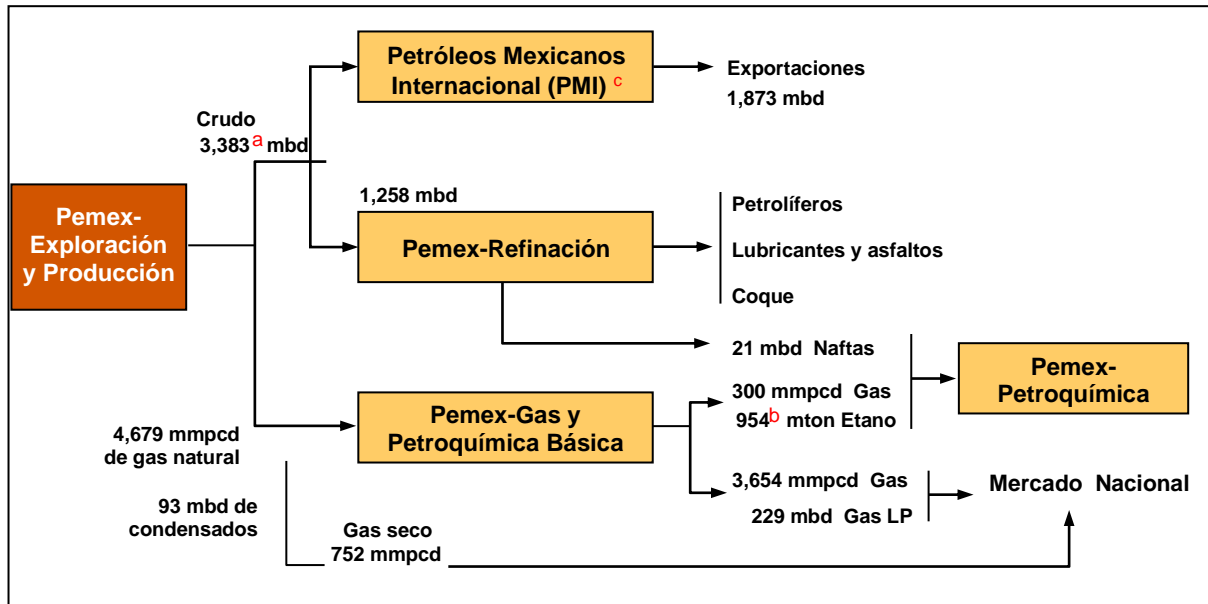 Petróleos Mexicanos
Internacional (PMI) c
Exportaciones
1,873 mbd
Crudo
3,383 a mbd
Pemex-
Exploración
y Producción
1,258 mbd
Pemex-Refinación
Petrolíferos
Lubricantes y asfaltos
Coque
21 mbd Naftas
300 mmpcd Gas
954 b mton Etano
Pemex-
Petroquímica
Pemex-Gas y
Petroquímica Básica
4,679 mmpcd
de gas natural
93 mbd de
condensados
Gas seco
752 mmpcd
3,654 mmpcd Gas
229 mbd Gas LP
Mercado Nacional